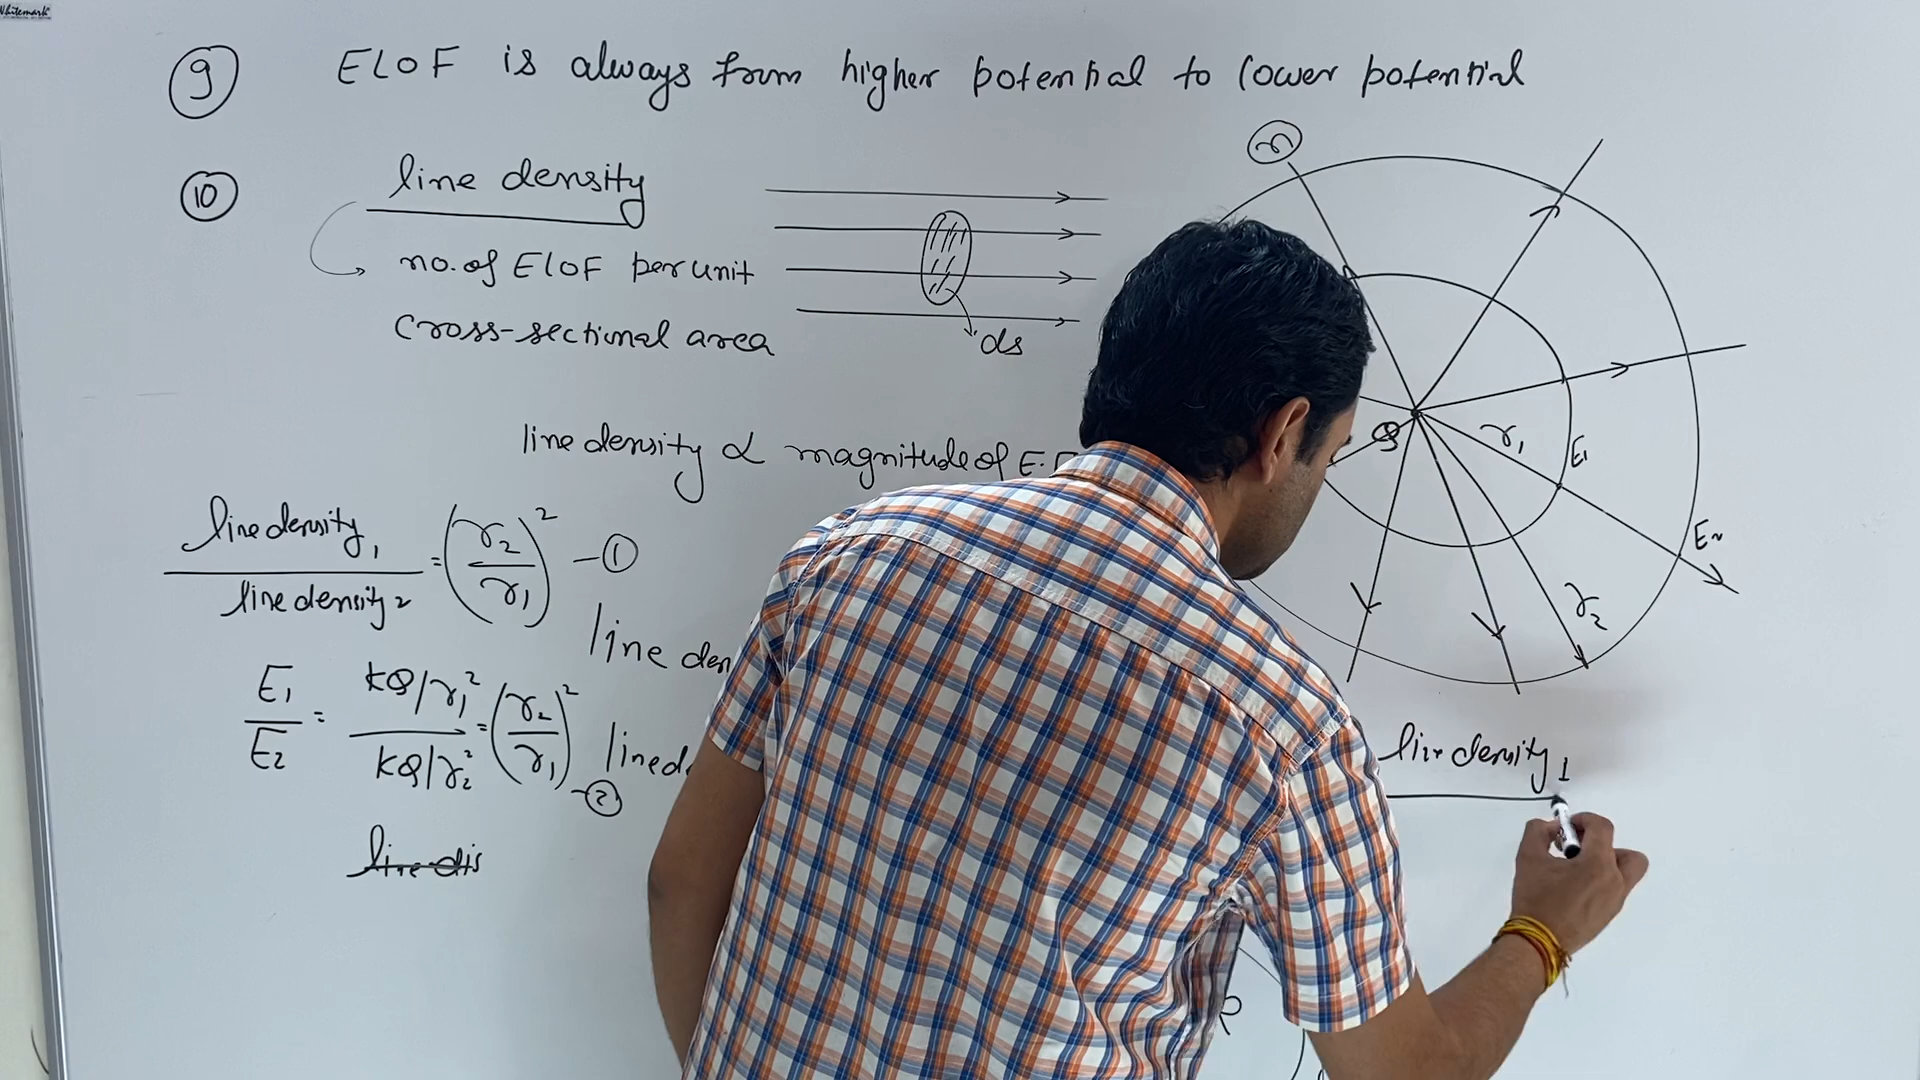 Whitemark
9 ELOF is always from higher potential to lower potential
10 line density
no. of ELOF per unit
cross-sectional area
ds
n
Q
r₁
E₁
E₂
r₂
line density ∝ magnitude of E.F
line density₁ / line density₂ = (r₂/r₁)² — ①
line den
E₁/E₂ = kQ/r₁² / kQ/r₂² = (r₂/r₁)² — ②
lined
line dis
line density 1
R